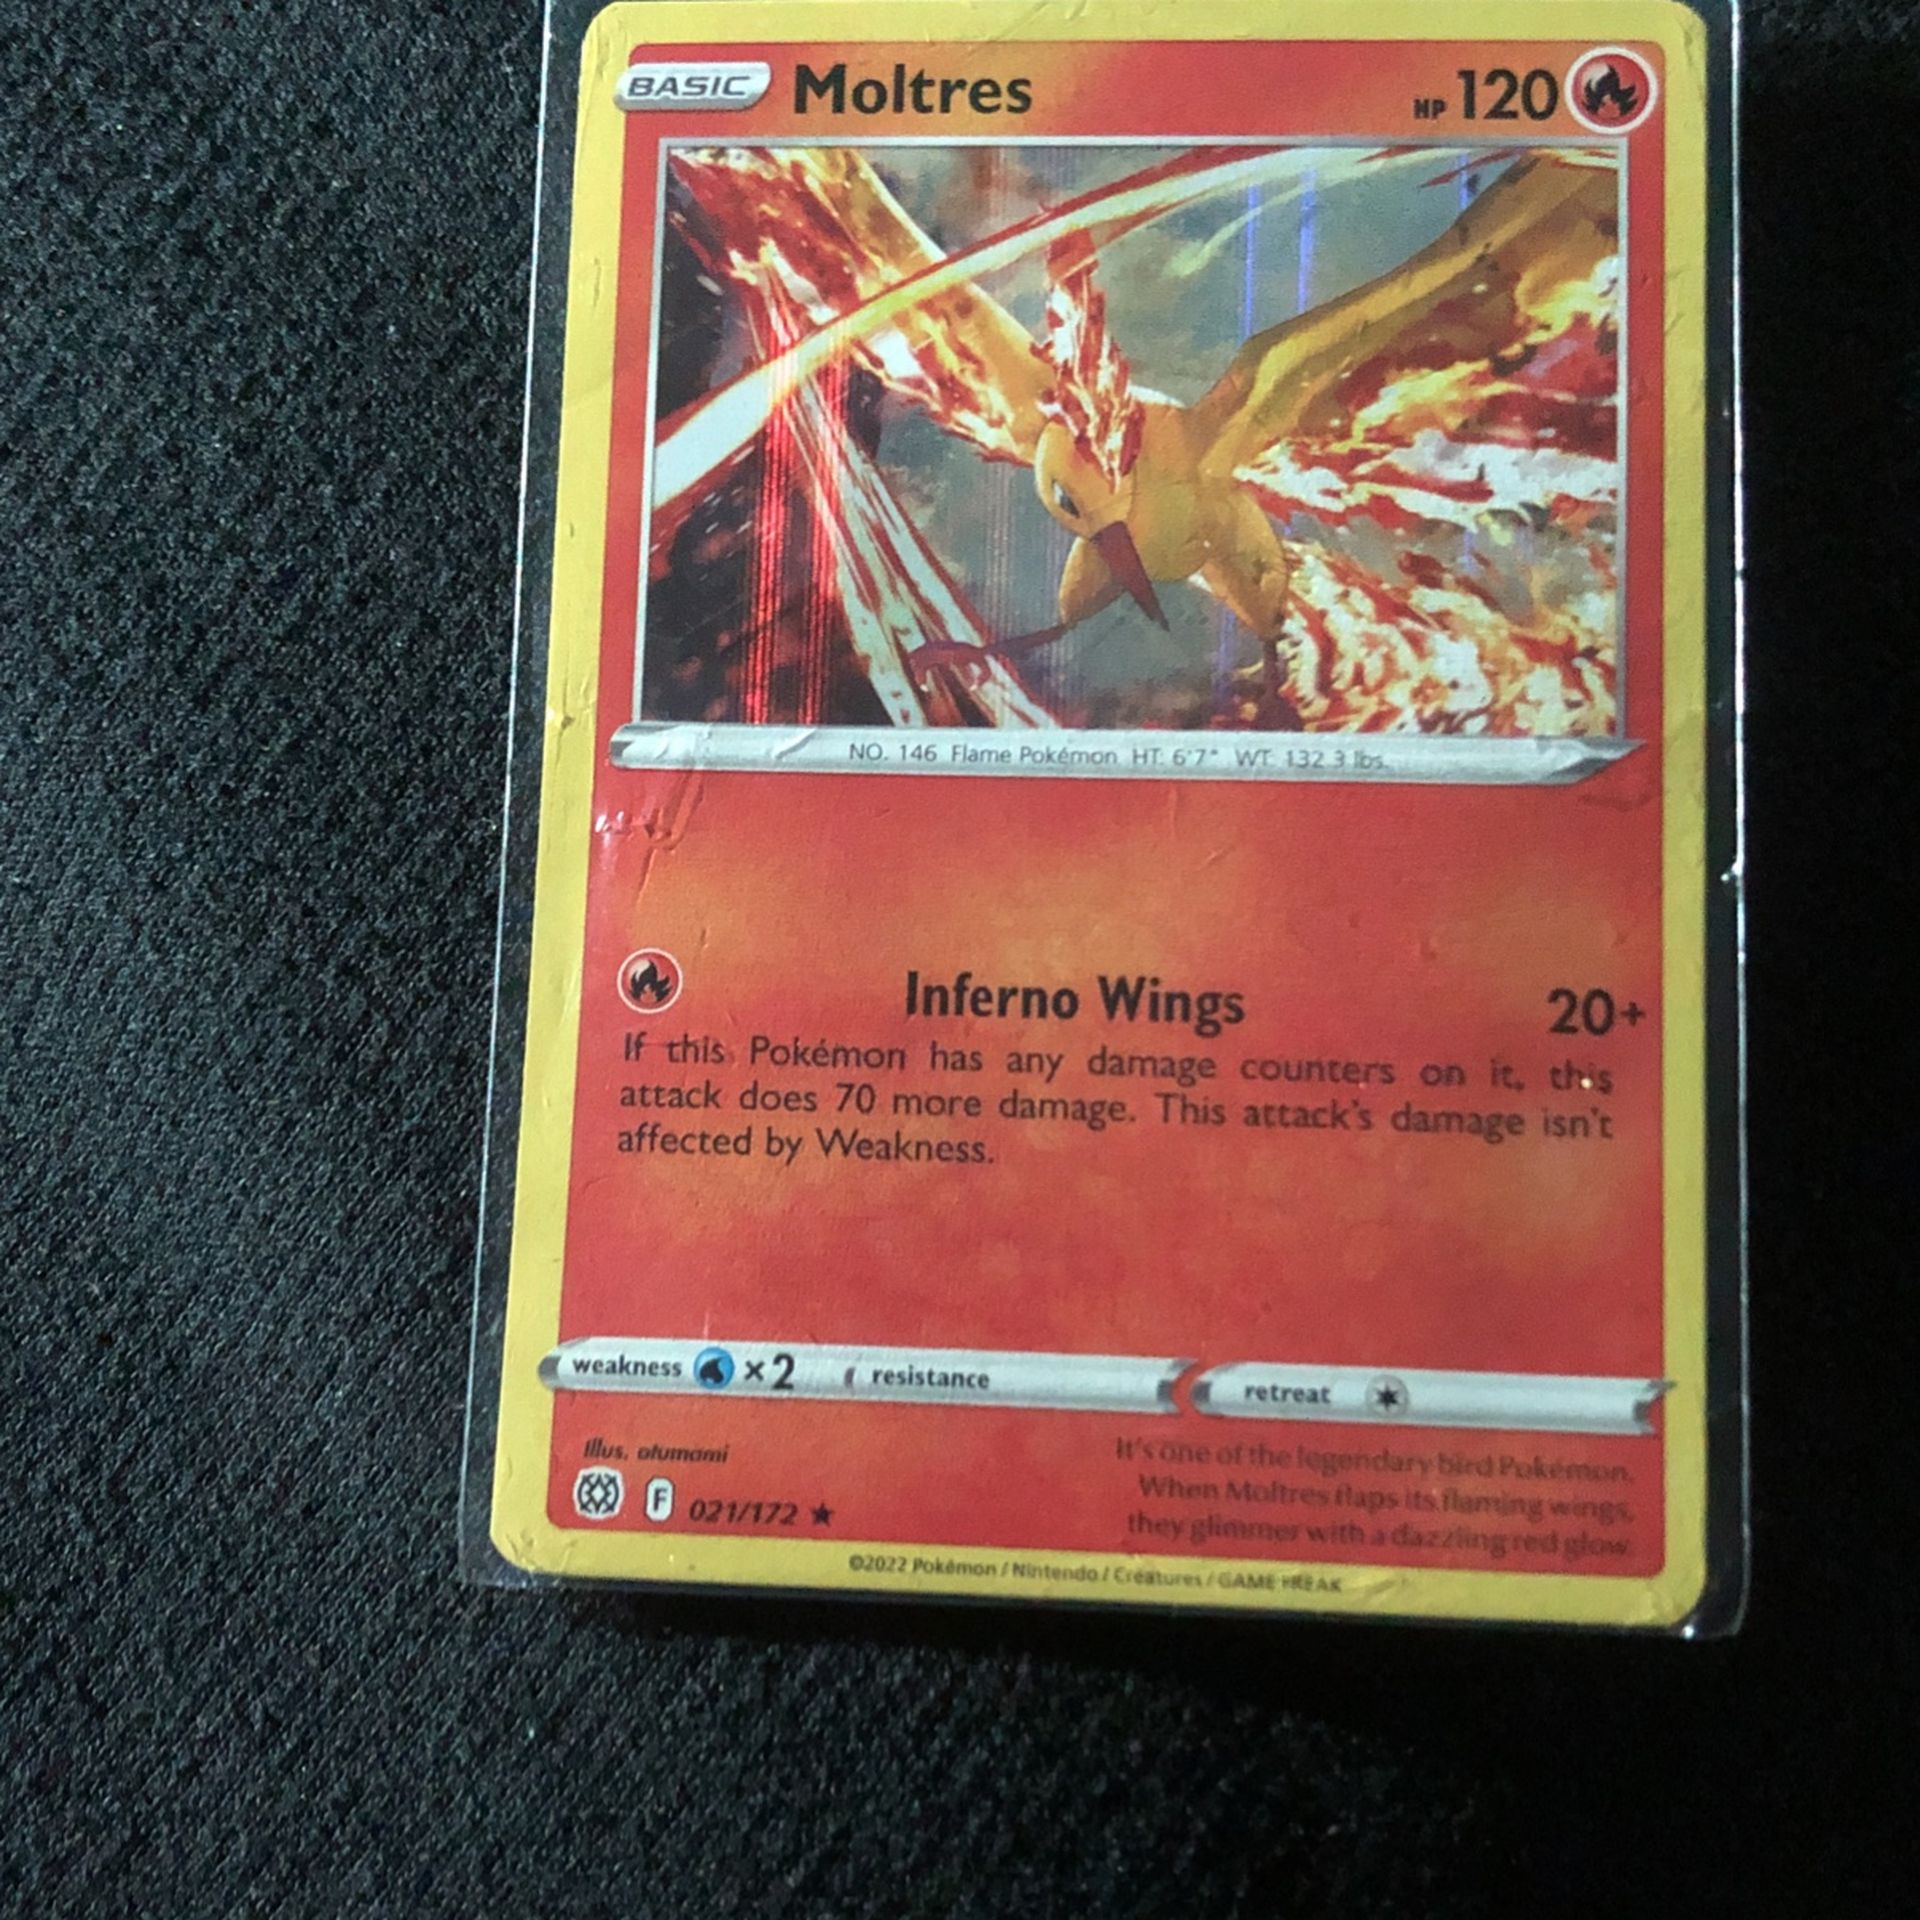 BASIC Moltres HP 120
NO. 146 Flame Pokémon HT: 6'7" WT: 132.3 lbs.
Inferno Wings 20+
If this Pokémon has any damage counters on it, this
attack does 70 more damage. This attack's damage isn't
affected by Weakness.
weakness ×2 resistance retreat
Illus. otumami
F 021/172 ★
It's one of the legendary bird Pokémon.
When Moltres flaps its flaming wings,
they glimmer with a dazzling red glow.
©2022 Pokémon / Nintendo / Creatures / GAME FREAK